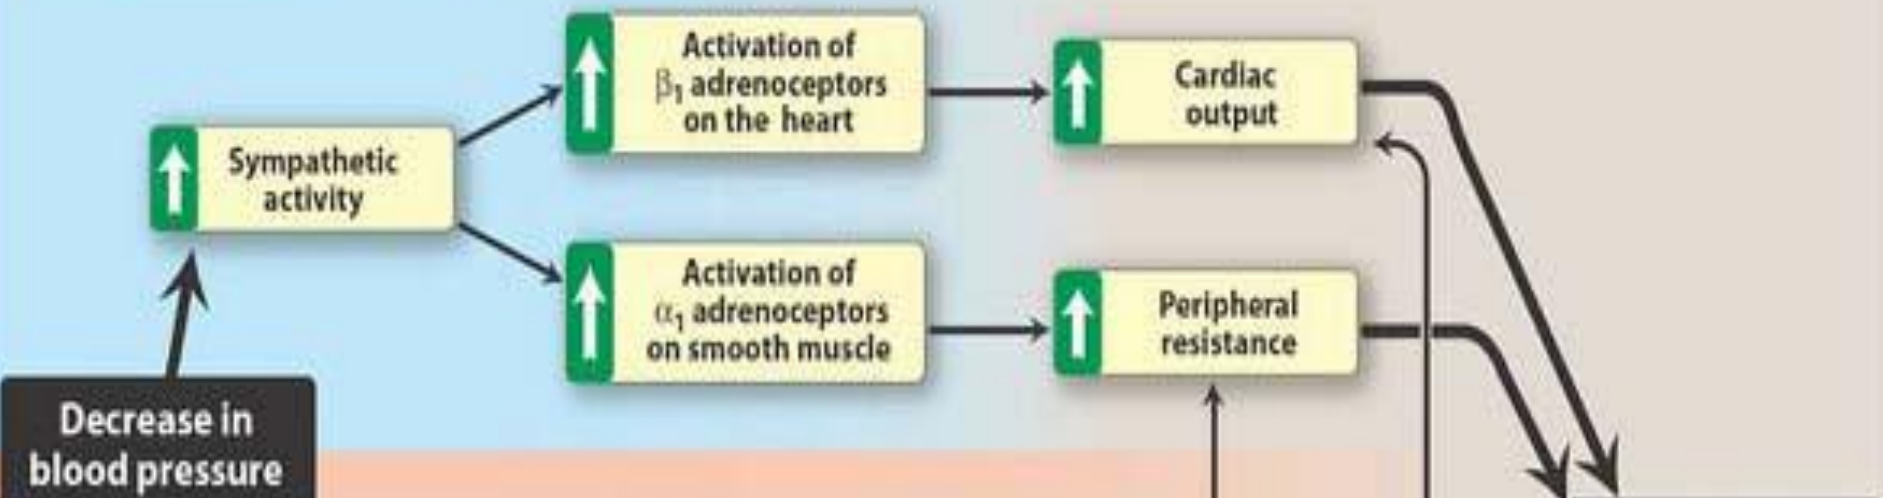 Activation of
β₁ adrenoceptors
on the heart
Cardiac
output
Sympathetic
activity
Activation of
α₁ adrenoceptors
on smooth muscle
Peripheral
resistance
Decrease in
blood pressure